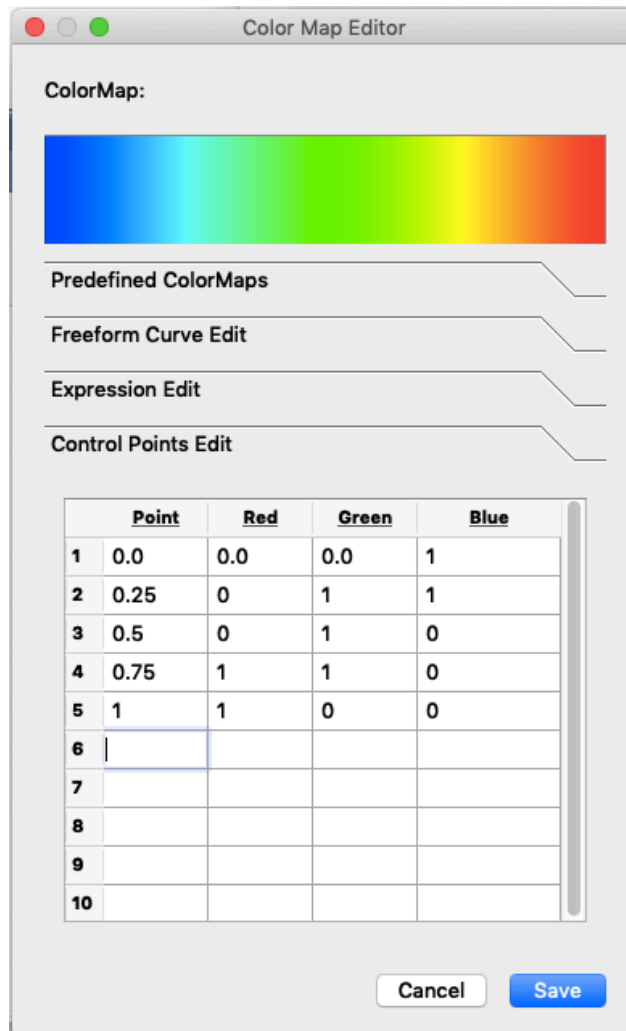 Color Map Editor
ColorMap:
Predefined ColorMaps
Freeform Curve Edit
Expression Edit
Control Points Edit
Point Red Green Blue
1 0.0 0.0 0.0 1
2 0.25 0 1 1
3 0.5 0 1 0
4 0.75 1 1 0
5 1 1 0 0
6
7
8
9
10
Cancel Save